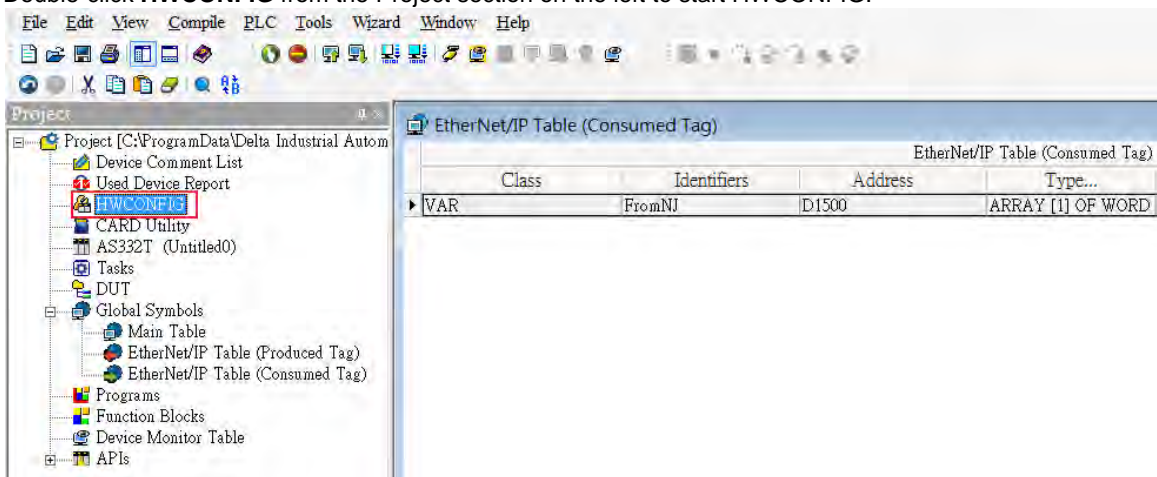 Double-click HWCONFIG from the Project section on the left to start HWCONFIG.
File Edit View Compile PLC Tools Wizard Window Help
Project
Project [C:\ProgramData\Delta Industrial Autom
Device Comment List
Used Device Report
HWCONFIG
CARD Utility
AS332T (Untitled0)
Tasks
DUT
Global Symbols
Main Table
EtherNet/IP Table (Produced Tag)
EtherNet/IP Table (Consumed Tag)
Programs
Function Blocks
Device Monitor Table
APIs
EtherNet/IP Table (Consumed Tag)
EtherNet/IP Table (Consumed Tag)
Class Identifiers Address Type...
VAR FromNJ D1500 ARRAY [1] OF WORD